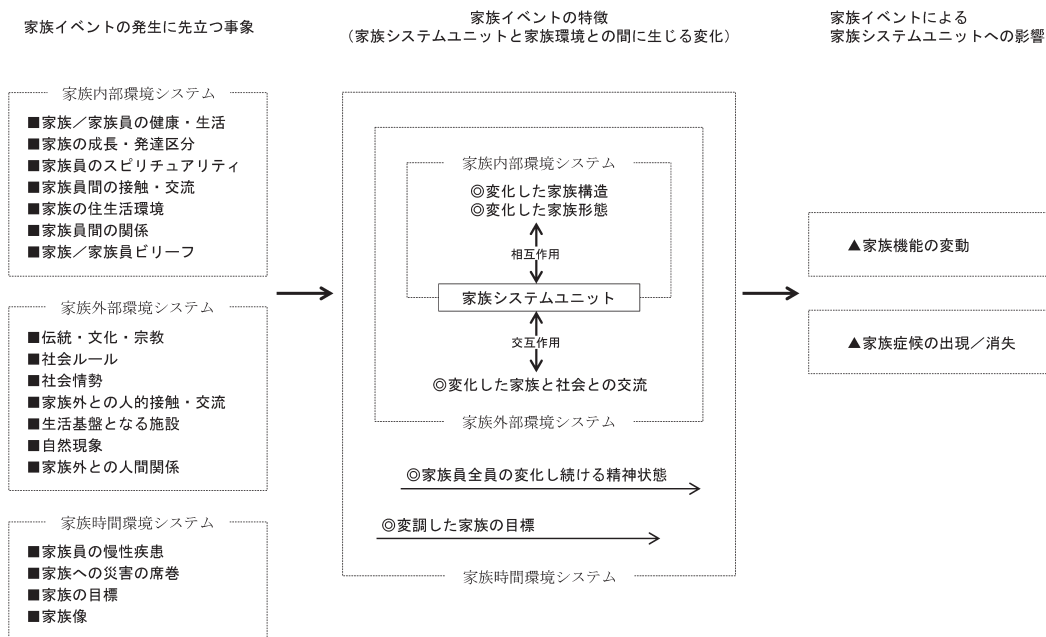 家族イベントの発生に先立つ事象
家族内部環境システム
■家族／家族員の健康・生活
■家族の成長・発達区分
■家族員のスピリチュアリティ
■家族員間の接触・交流
■家族の住生活環境
■家族員間の関係
■家族／家族員ビリーフ
家族外部環境システム
■伝統・文化・宗教
■社会ルール
■社会情勢
■家族外との人的接触・交流
■生活基盤となる施設
■自然現象
■家族外との人間関係
家族時間環境システム
■家族員の慢性疾患
■家族への災害の席巻
■家族の目標
■家族像
家族イベントの特徴
（家族システムユニットと家族環境との間に生じる変化）
家族内部環境システム
◎変化した家族構造
◎変化した家族形態
相互作用
家族システムユニット
交互作用
◎変化した家族と社会との交流
家族外部環境システム
◎家族員全員の変化し続ける精神状態
◎変調した家族の目標
家族時間環境システム
家族イベントによる
家族システムユニットへの影響
▲家族機能の変動
▲家族症候の出現／消失